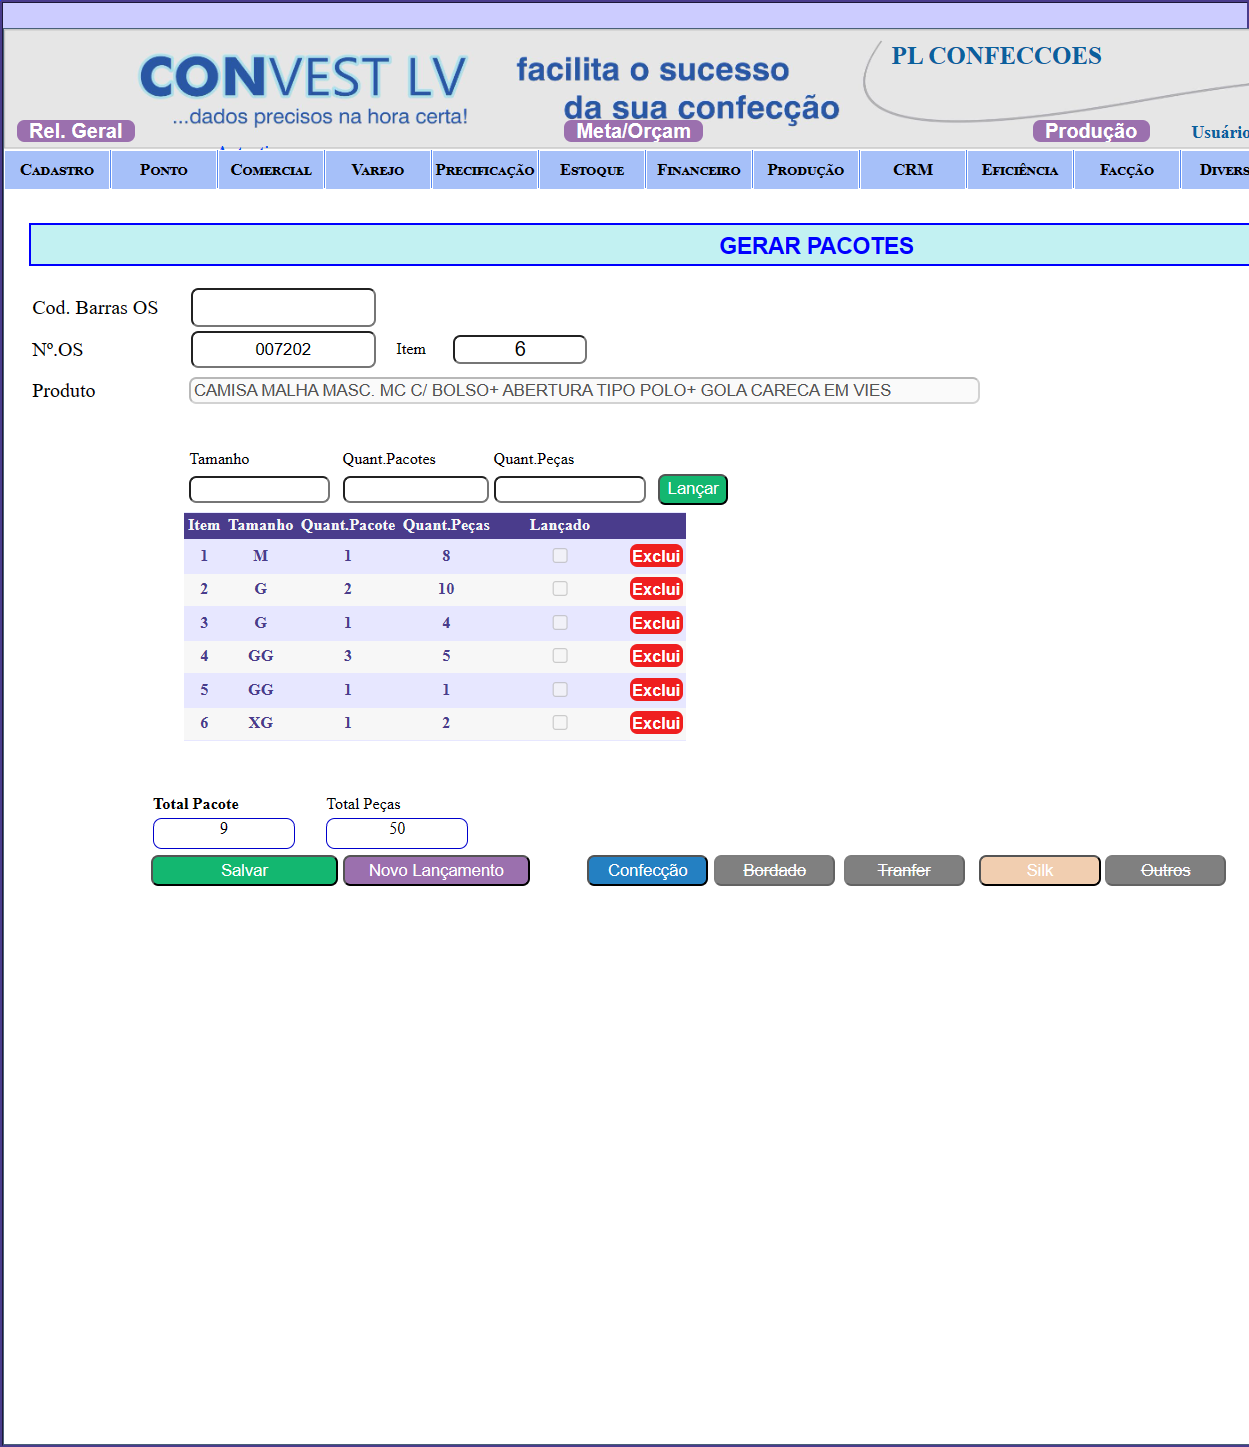 CONVEST LV
...dados precisos na hora certa!
facilita o sucesso
da sua confecção
PL CONFECCOES
Rel. Geral Meta/Orçam Produção Usuário
Cadastro Ponto Comercial Varejo Precificação Estoque Financeiro Produção CRM Eficiência Facção Divers
GERAR PACOTES
Cod. Barras OS
Nº.OS 007202 Item 6
Produto CAMISA MALHA MASC. MC C/ BOLSO+ ABERTURA TIPO POLO+ GOLA CARECA EM VIES
Tamanho Quant.Pacotes Quant.Peças
Lançar
Item Tamanho Quant.Pacote Quant.Peças Lançado
1 M 1 8 Exclui
2 G 2 10 Exclui
3 G 1 4 Exclui
4 GG 3 5 Exclui
5 GG 1 1 Exclui
6 XG 1 2 Exclui
Total Pacote Total Peças
9 50
Salvar Novo Lançamento Confecção Bordado Tranfer Silk Outros